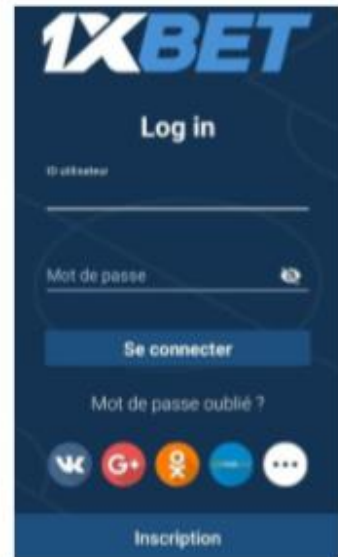 1XBET
Log in
ID utilisateur
Mot de passe
Se connecter
Mot de passe oublié ?
Inscription